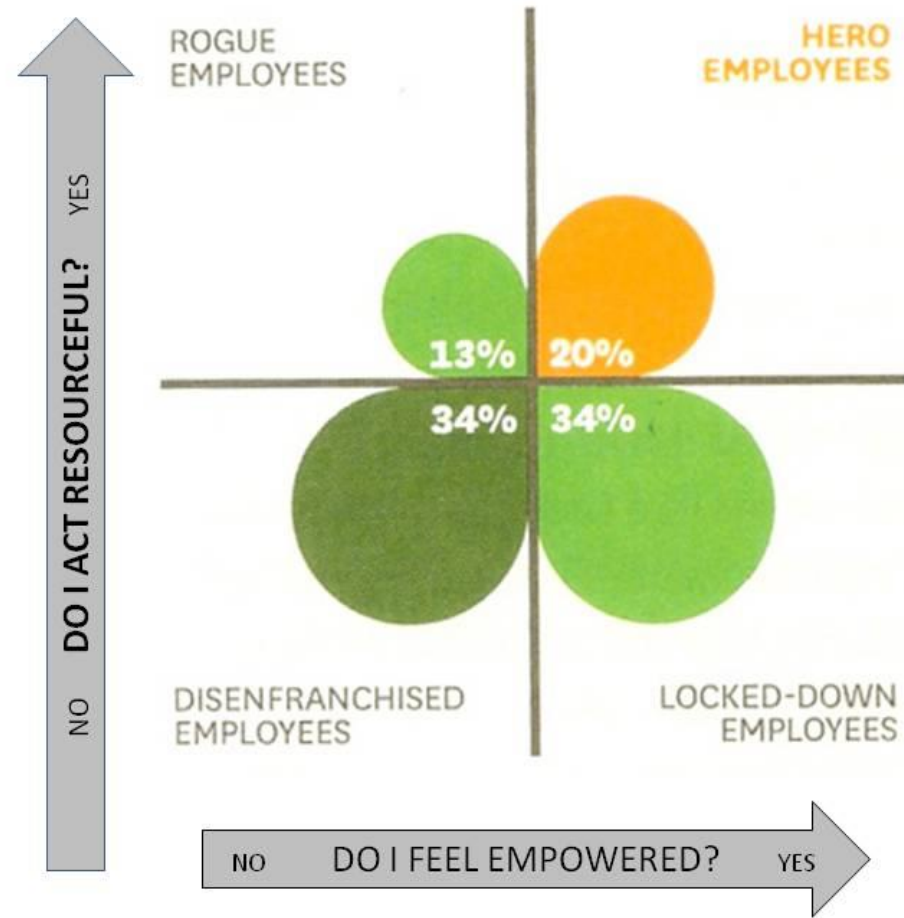 ROGUE
EMPLOYEES
HERO
EMPLOYEES
13%
20%
34%
34%
DISENFRANCHISED
EMPLOYEES
LOCKED-DOWN
EMPLOYEES
NO DO I ACT RESOURCEFUL? YES
NO DO I FEEL EMPOWERED? YES